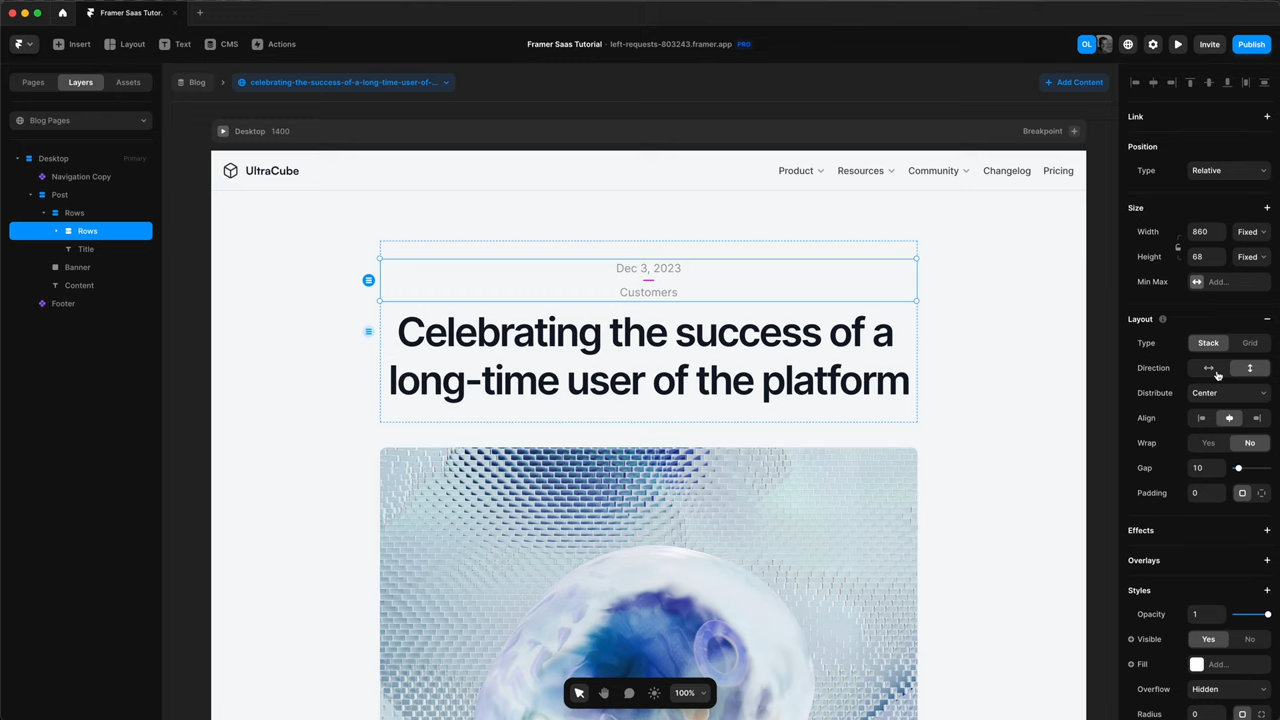 Framer Saas Tutor.
Insert
Layout
Text
CMS
Actions
Framer Saas Tutorial · left-requests-803243.framer.app PRO
OL
Invite
Publish
Pages
Layers
Assets
Blog Pages
Desktop
Primary
Navigation Copy
Post
Rows
Rows
Title
Banner
Content
Footer
Blog
celebrating-the-success-of-a-long-time-user-of-...
Add Content
Desktop 1400
Breakpoint
UltraCube
Product
Resources
Community
Changelog
Pricing
Dec 3, 2023
Customers
Celebrating the success of a
long-time user of the platform
100%
Link
Position
Type
Relative
Size
Width 860 Fixed
Height 68 Fixed
Min Max Add...
Layout
Type Stack Grid
Direction
Distribute Center
Align
Wrap Yes No
Gap 10
Padding 0
Effects
Overlays
Styles
Opacity 1
Visible Yes No
Fill Add...
Overflow Hidden
Radius 0